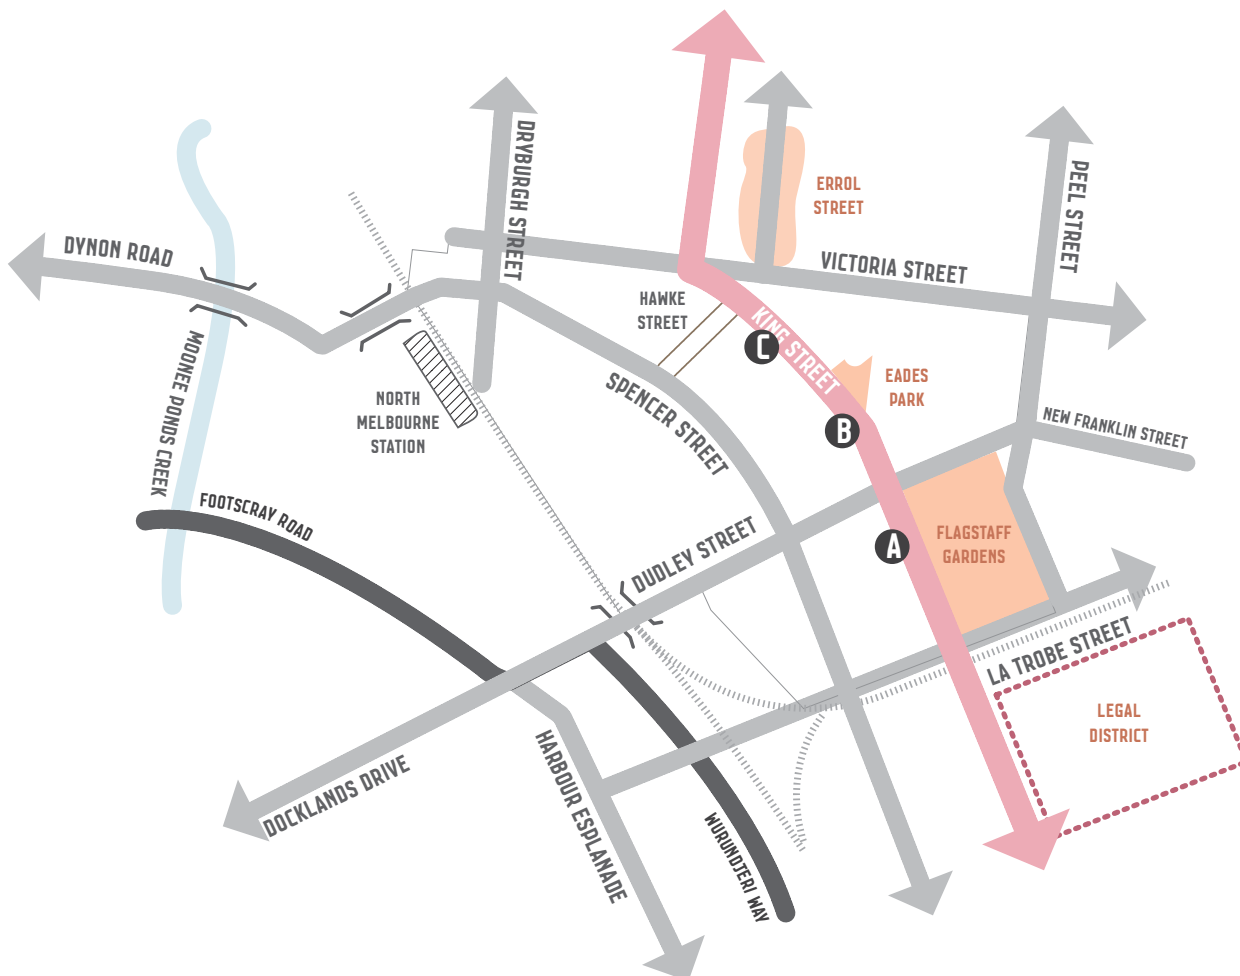 DRYBURGH STREET
ERROL
STREET
PEEL STREET
DYNON ROAD
VICTORIA STREET
HAWKE
STREET
KING STREET
C
MOONEE PONDS CREEK
NORTH
MELBOURNE
STATION
SPENCER STREET
EADES
PARK
B
NEW FRANKLIN STREET
FOOTSCRAY ROAD
DUDLEY STREET
A
FLAGSTAFF
GARDENS
LA TROBE STREET
LEGAL
DISTRICT
DOCKLANDS DRIVE
HARBOUR ESPLANADE
WURUNDJERI WAY